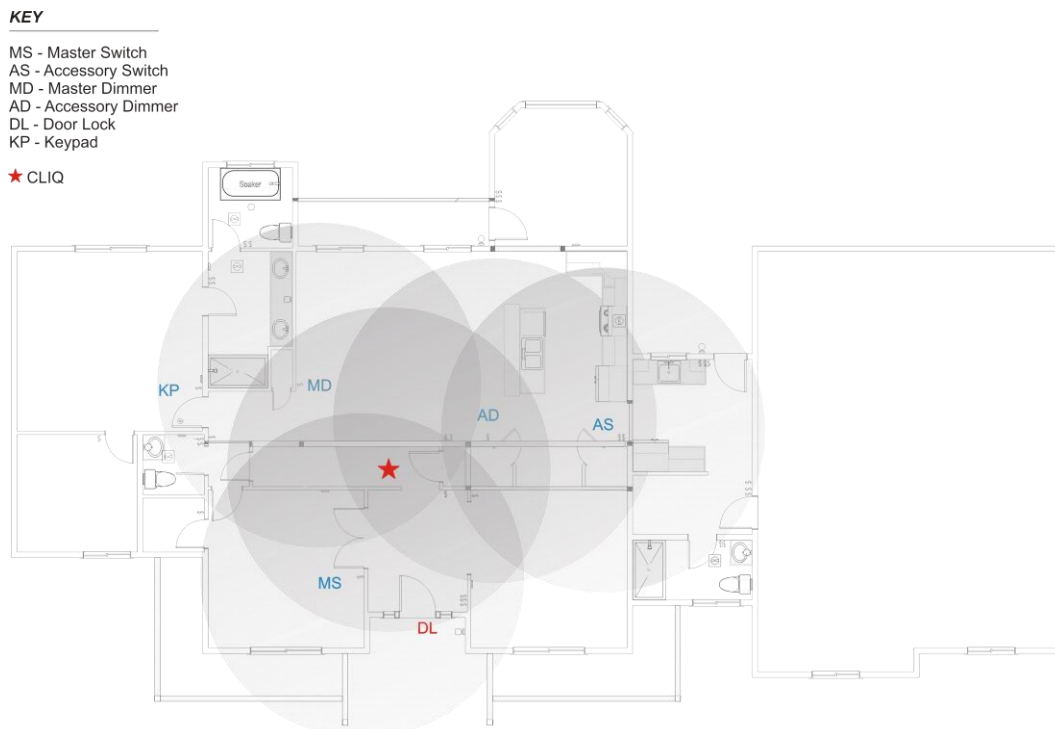 KEY
MS - Master Switch
AS - Accessory Switch
MD - Master Dimmer
AD - Accessory Dimmer
DL - Door Lock
KP - Keypad
★ CLIQ
Soaker
KP
MD
AD
AS
MS
DL